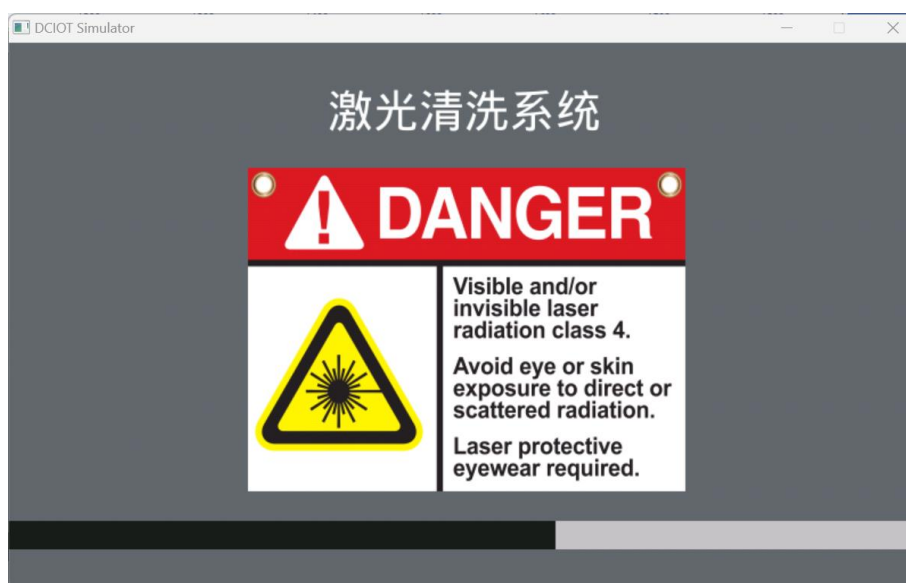 DCIOT Simulator
激光清洗系统
DANGER
Visible and/or
invisible laser
radiation class 4.
Avoid eye or skin
exposure to direct or
scattered radiation.
Laser protective
eyewear required.